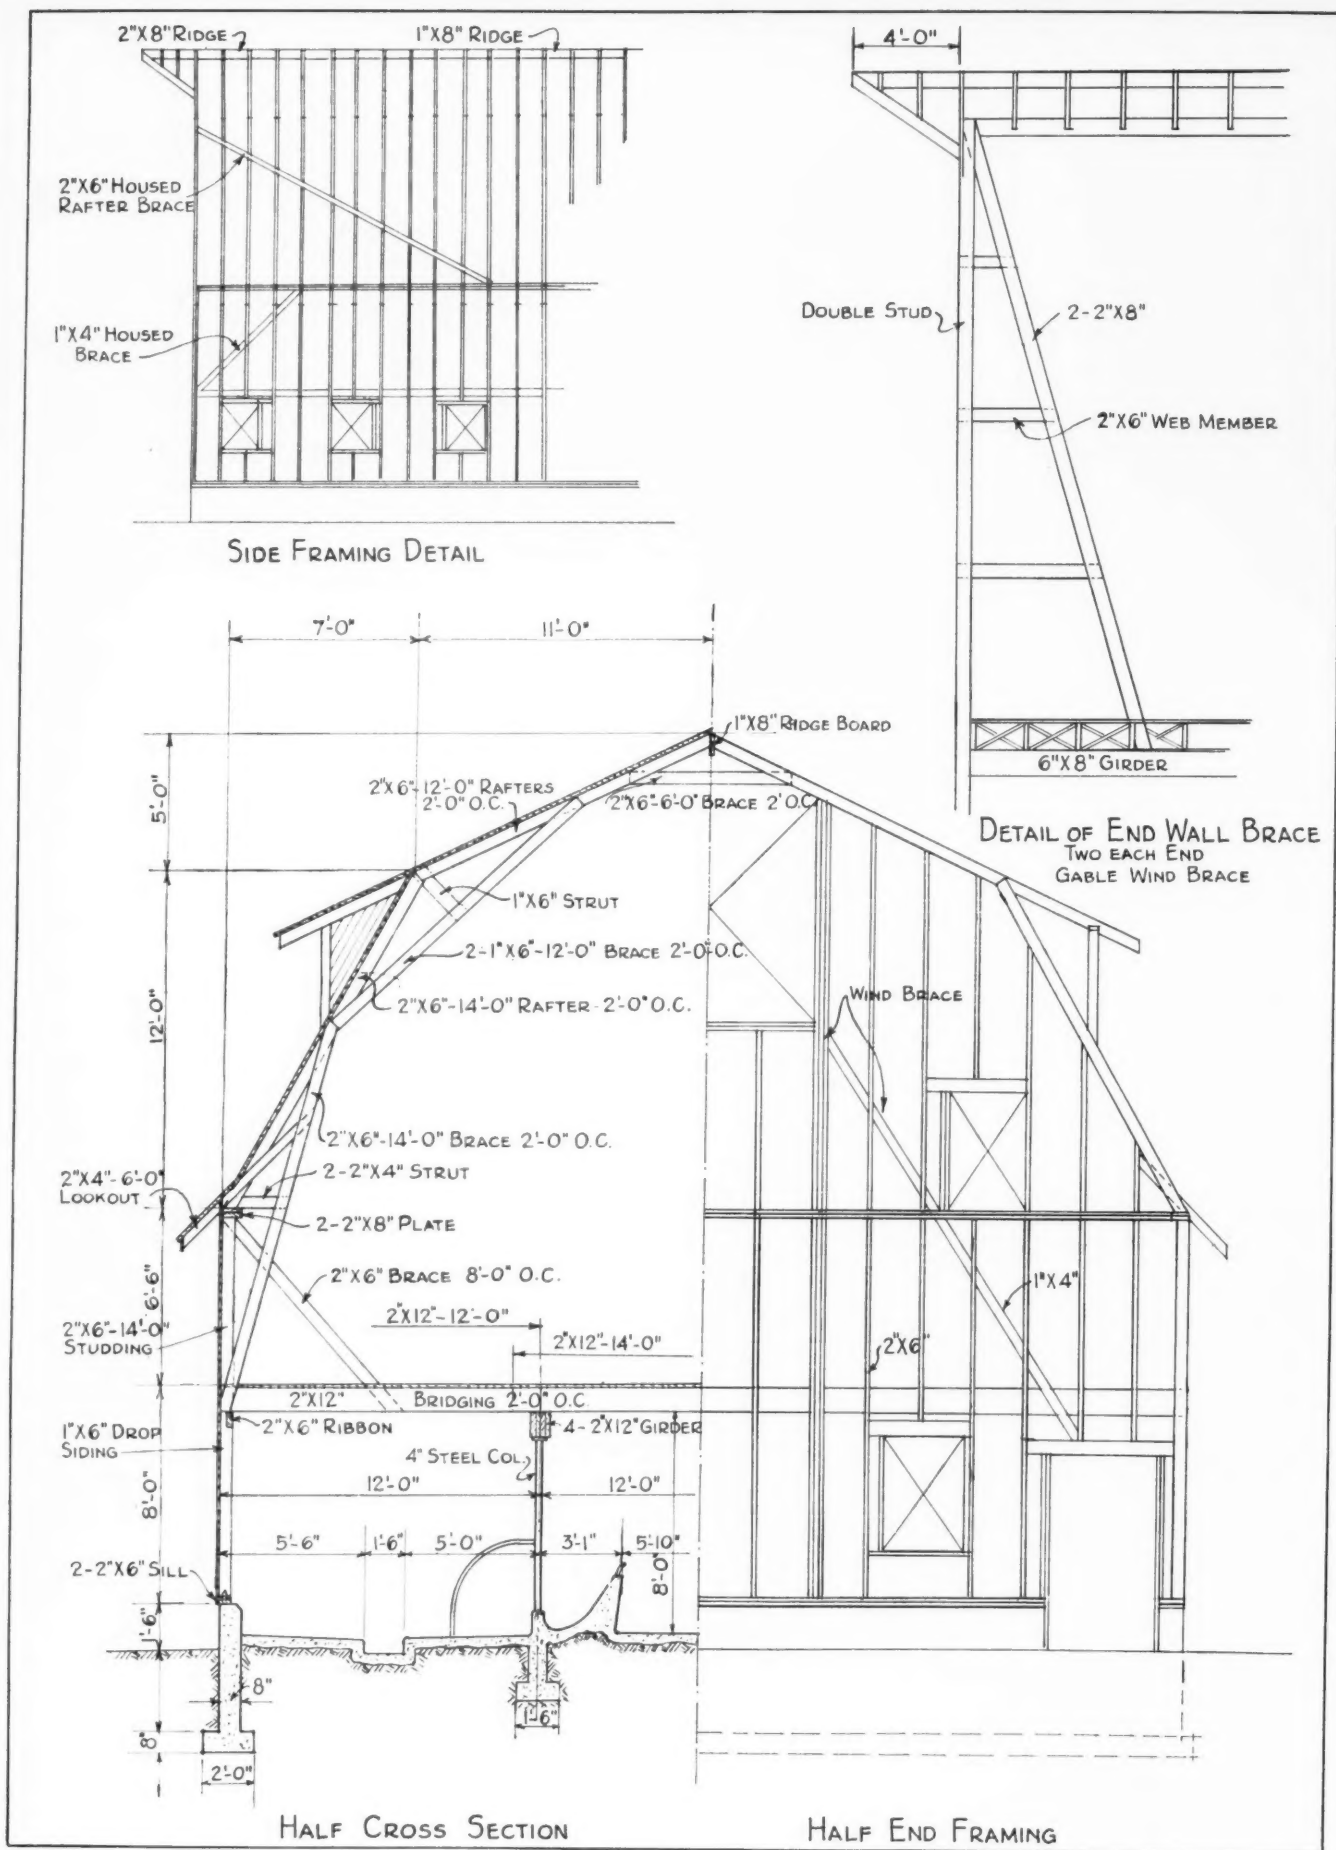 2"X8" RIDGE
1"X8" RIDGE
2"X6" HOUSED
RAFTER BRACE
1"X4" HOUSED
BRACE
SIDE FRAMING DETAIL
4'-0"
DOUBLE STUD
2-2"X8"
2"X6" WEB MEMBER
6"X8" GIRDER
DETAIL OF END WALL BRACE
TWO EACH END
GABLE WIND BRACE
7'-0"
11'-0"
1"X8" RIDGE BOARD
5'-0"
2"X6"-12'-0" RAFTERS
2'-0" O.C.
2"X6"-6'-0" BRACE 2' O.C.
1"X6" STRUT
2-1"X6"-12'-0" BRACE 2'-0" O.C.
2"X6"-14'-0" RAFTER-2'-0" O.C.
12'-0"
WIND BRACE
2"X6"-14'-0" BRACE 2'-0" O.C.
2"X4"-6'-0"
LOOKOUT
2-2"X4" STRUT
2-2"X8" PLATE
2"X6" BRACE 8'-0" O.C.
6'-6"
1"X4"
2"X12"-12'-0"
2"X6"-14'-0"
STUDDING
2"X12"-14'-0"
2"X6"
2"X12" BRIDGING 2'-0" O.C.
2"X6" RIBBON
4-2"X12" GIRDER
1"X6" DROP
SIDING
4" STEEL COL.
8'-0"
12'-0"
12'-0"
5'-6"
1'-6"
5'-0"
3'-1"
5'-10"
8'-0"
2-2"X6" SILL
1'-6"
8"
1'-6"
8"
2'-0"
HALF CROSS SECTION
HALF END FRAMING